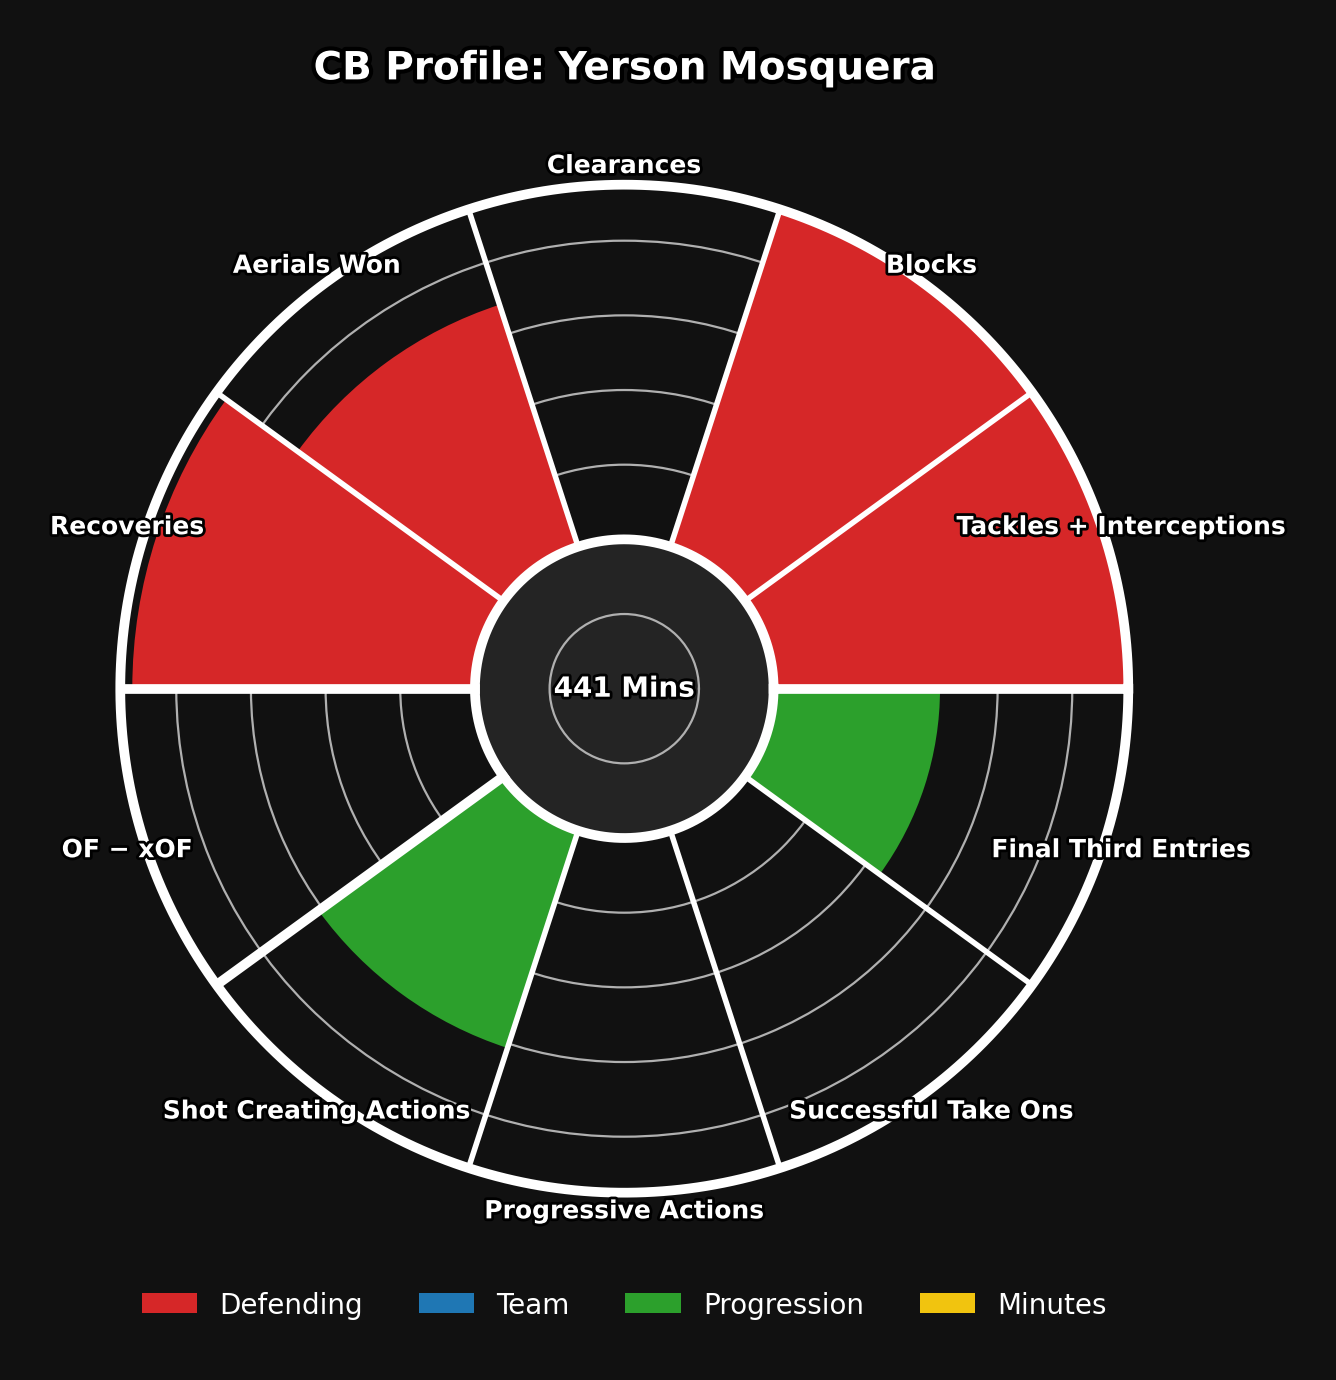 CB Profile: Yerson Mosquera
Clearances
Aerials Won
Blocks
Recoveries
Tackles + Interceptions
441 Mins
OF − xOF
Final Third Entries
Shot Creating Actions
Successful Take Ons
Progressive Actions
Defending
Team
Progression
Minutes